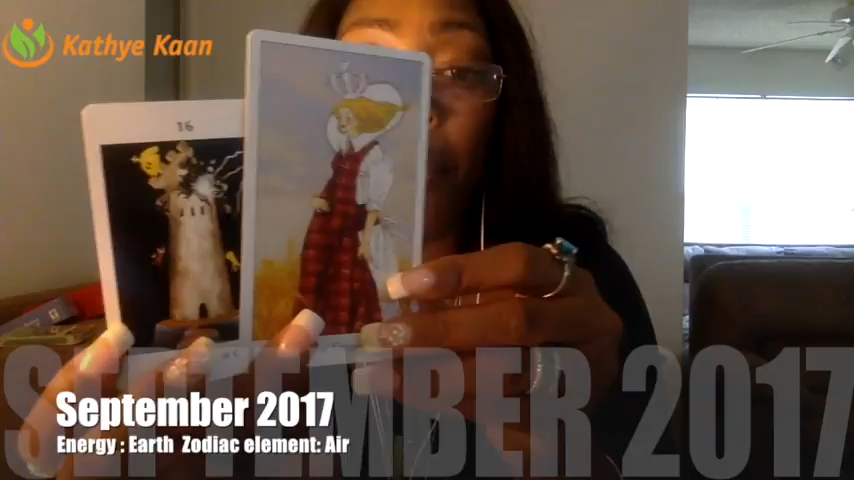 Kathye Kaan
16
SEPTEMBER 2017
September 2017
Energy : Earth Zodiac element: Air